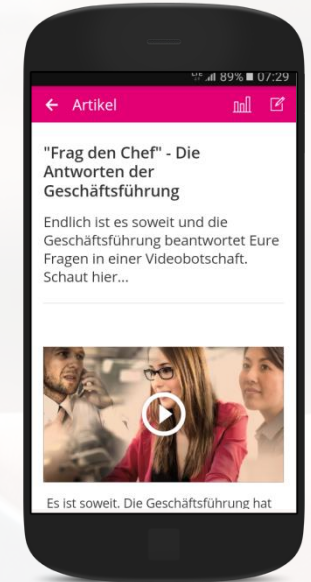 89% 07:29
Artikel
"Frag den Chef" - Die
Antworten der
Geschäftsführung
Endlich ist es soweit und die
Geschäftsführung beantwortet Eure
Fragen in einer Videobotschaft.
Schaut hier...
Es ist soweit. Die Geschäftsführung hat